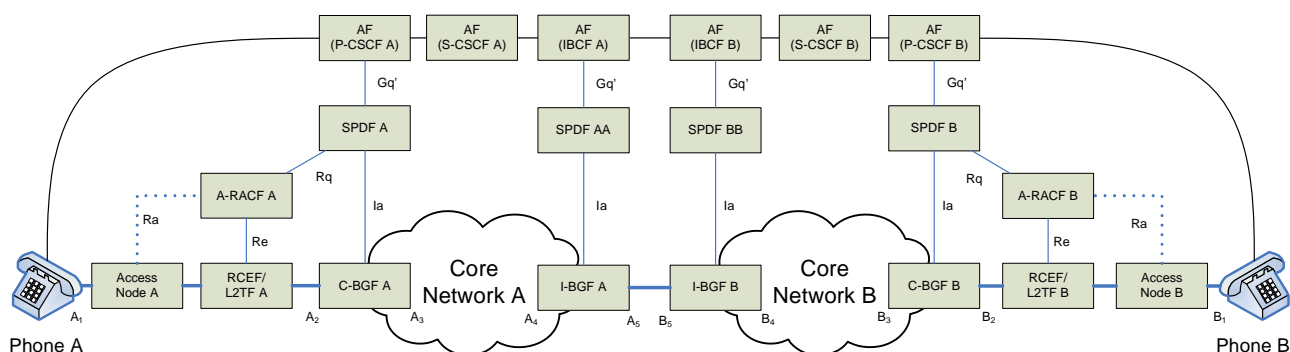 AF
(P-CSCF A)
AF
(S-CSCF A)
AF
(IBCF A)
AF
(IBCF B)
AF
(S-CSCF B)
AF
(P-CSCF B)
Gq’
Gq’
Gq’
Gq’
SPDF A
SPDF AA
SPDF BB
SPDF B
Rq
Rq
A-RACF A
A-RACF B
Ra
Ia
Ia
Ia
Ia
Ra
Re
Re
Access
Node A
RCEF/
L2TF A
C-BGF A
Core
Network A
I-BGF A
I-BGF B
Core
Network B
C-BGF B
RCEF/
L2TF B
Access
Node B
A₁
A₂
A₃
A₄
A₅
B₅
B₄
B₃
B₂
B₁
Phone A
Phone B